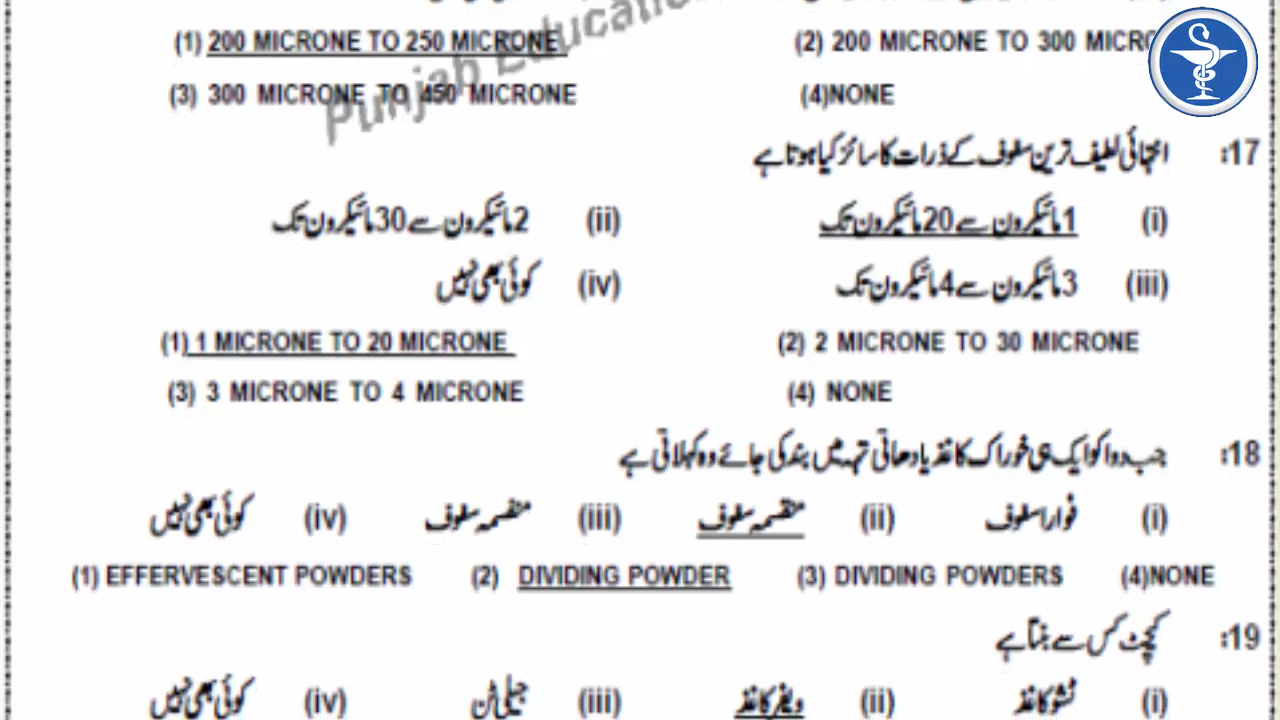 (1) 200 MICRONE TO 250 MICRONE (2) 200 MICRONE TO 300
(3) 300 MICRONE TO 450 MICRONE (4)NONE
Punjab Education
17: انتہائی لطیف ترین سفوف کے ذرات کا سائز کیا ہوتا ہے
(i) 1مائیکرون سے 20مائیکرون تک (ii) 2مائیکرون سے 30مائیکرون تک
(iii) 3مائیکرون سے 4مائیکرون تک (iv) کوئی بھی نہیں
(1) 1 MICRONE TO 20 MICRONE (2) 2 MICRONE TO 30 MICRONE
(3) 3 MICRONE TO 4 MICRONE (4) NONE
18: جب دوا کو ایک ہی خوراک کاغذ یا دھاتی تہہ میں بند کی جائے وہ کہلاتی ہے
(i) فوارا سفوف (ii) منقسمہ سفوف (iii) منضمہ سفوف (iv) کوئی بھی نہیں
(1) EFFERVESCENT POWDERS (2) DIVIDING POWDER (3) DIVIDING POWDERS (4)NONE
19: کیچٹ کس سے بنتا ہے
(i) ٹشو کاغذ (ii) ویفر کاغذ (iii) جیلی ٹن (iv) کوئی بھی نہیں